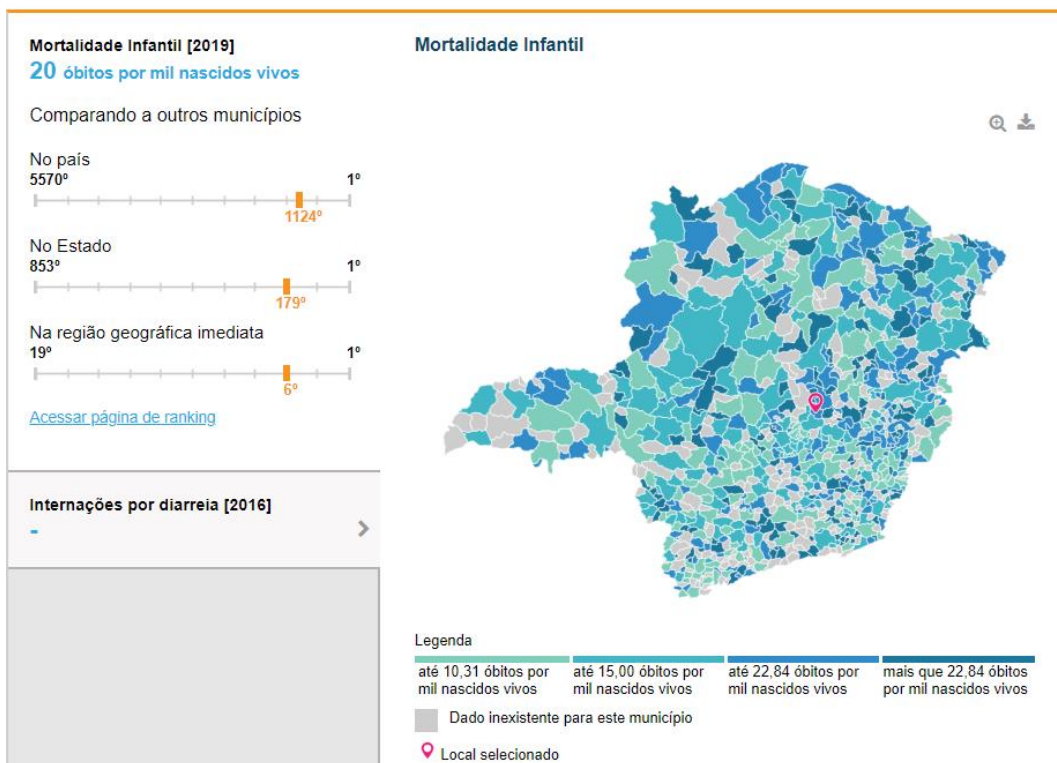 Mortalidade Infantil [2019]
20 óbitos por mil nascidos vivos
Comparando a outros municípios
No país
5570º 1º
1124º
No Estado
853º 1º
179º
Na região geográfica imediata
19º 1º
6º
Acessar página de ranking
Internações por diarreia [2016]
-
Mortalidade Infantil
Legenda
até 10,31 óbitos por
mil nascidos vivos
até 15,00 óbitos por
mil nascidos vivos
até 22,84 óbitos por
mil nascidos vivos
mais que 22,84 óbitos
por mil nascidos vivos
Dado inexistente para este município
Local selecionado